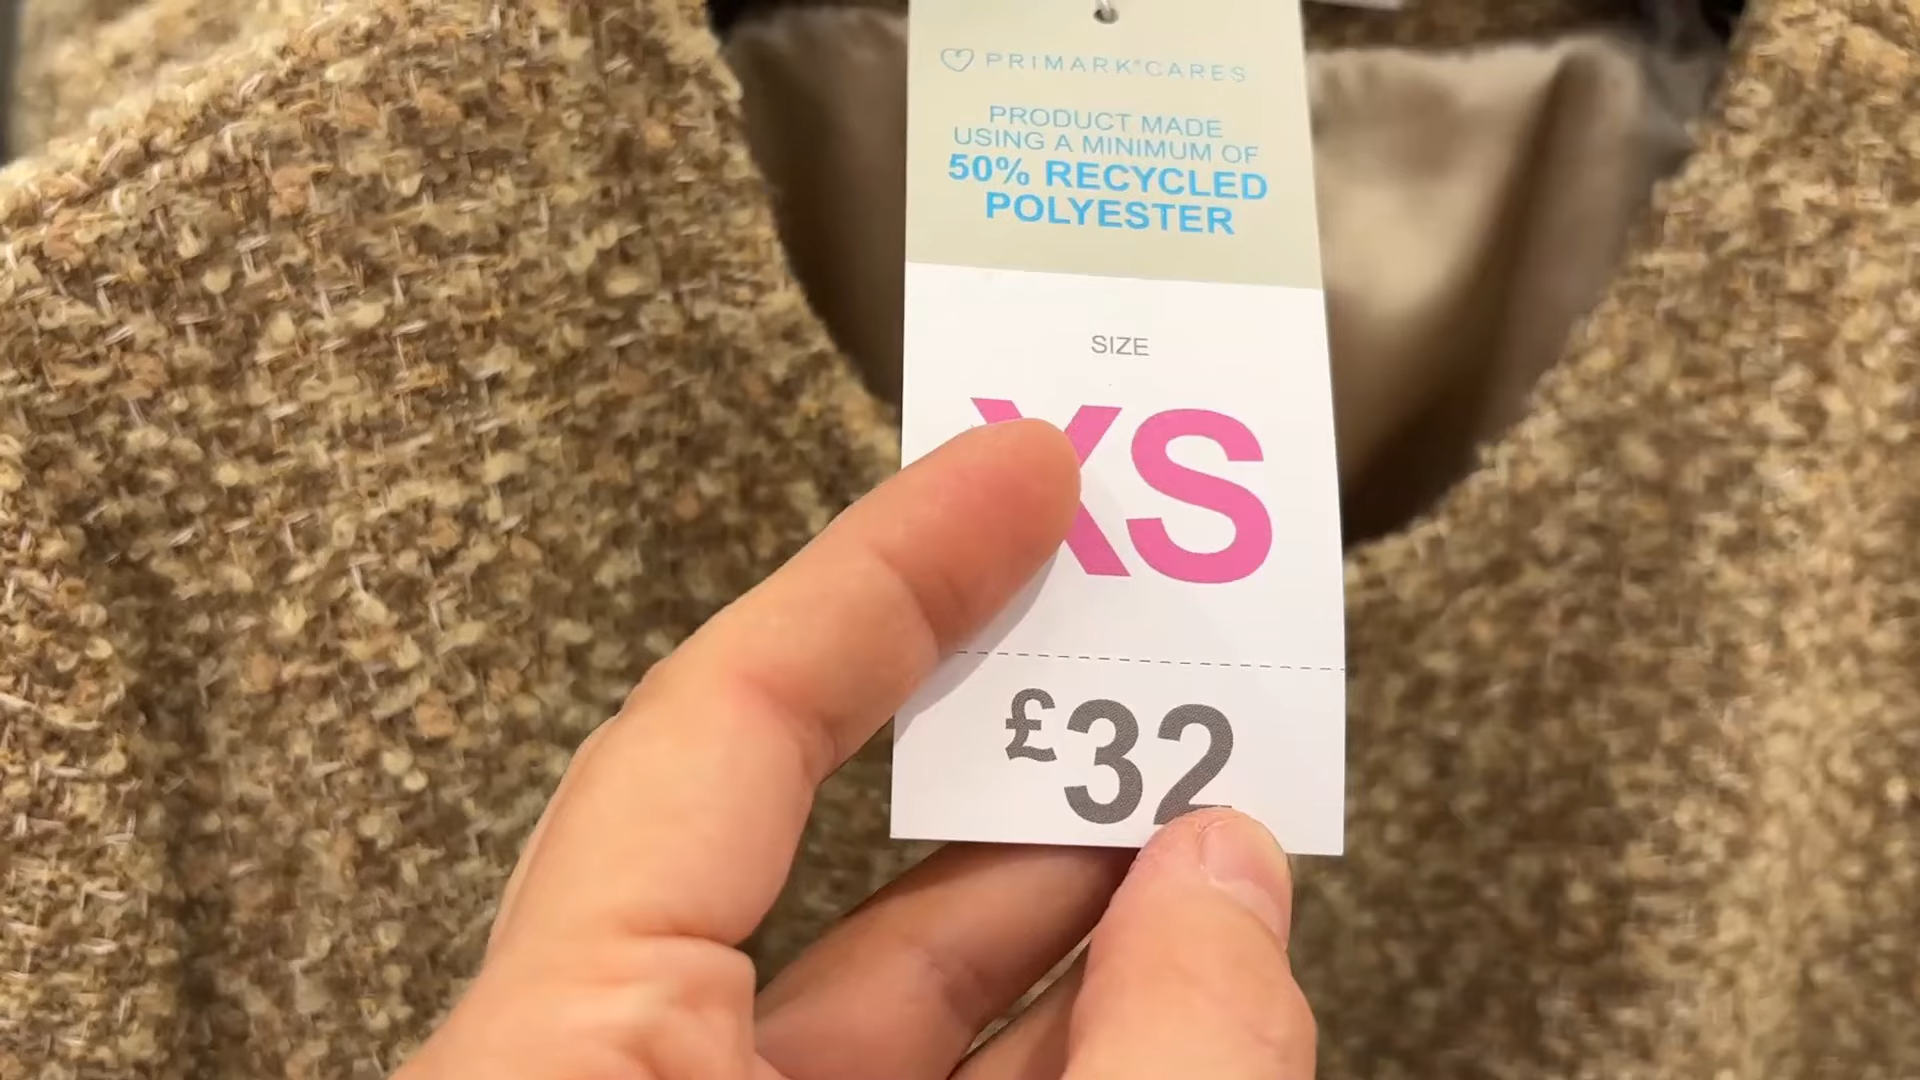 PRIMARK®CARES
PRODUCT MADE
USING A MINIMUM OF
50% RECYCLED
POLYESTER
SIZE
XS
£32